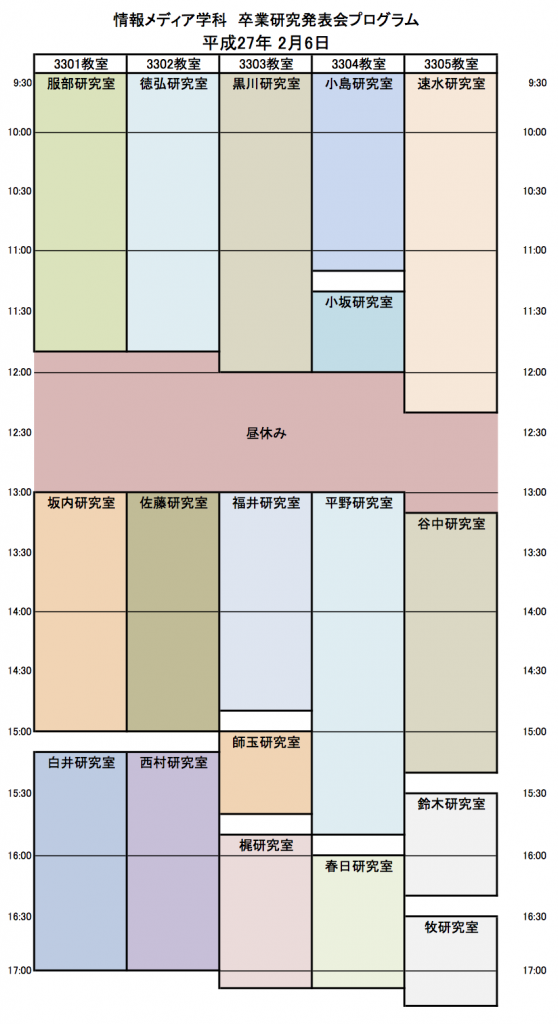 情報メディア学科 卒業研究発表会プログラム
平成27年 2月6日
3301教室 3302教室 3303教室 3304教室 3305教室
9:30 服部研究室 徳弘研究室 黒川研究室 小島研究室 速水研究室 9:30
10:00 10:00
10:30 10:30
11:00 11:00
11:30 小坂研究室 11:30
12:00 12:00
12:30 昼休み 12:30
13:00 坂内研究室 佐藤研究室 福井研究室 平野研究室 13:00
谷中研究室
13:30 13:30
14:00 14:00
14:30 14:30
15:00 師玉研究室 15:00
白井研究室 西村研究室
15:30 鈴木研究室 15:30
梶研究室
16:00 春日研究室 16:00
16:30 牧研究室 16:30
17:00 17:00